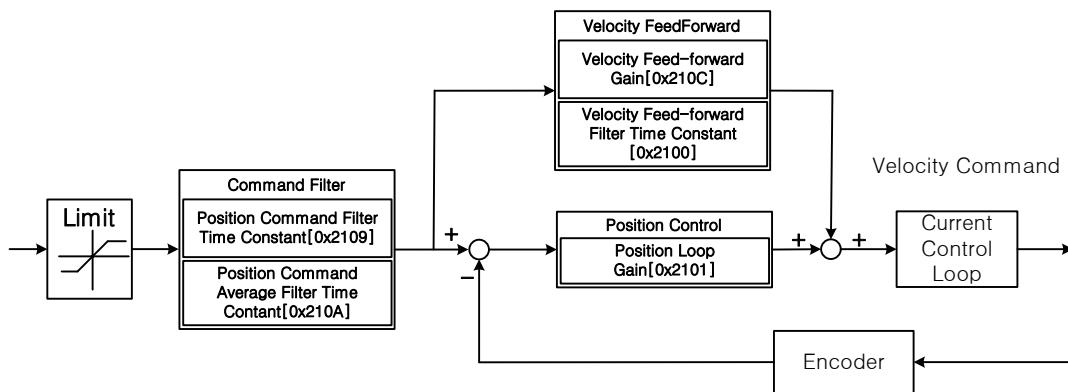 Velocity FeedForward
Velocity Feed-forward
Gain[0x210C]
Velocity Feed-forward
Filter Time Constant
[0x2100]
Velocity Command
Limit
Command Filter
Position Command Filter
Time Constant[0x2109]
Position Command
Average Filter Time
Contant[0x210A]
+
−
Position Control
Position Loop
Gain[0x2101]
+
+
Current
Control
Loop
Encoder